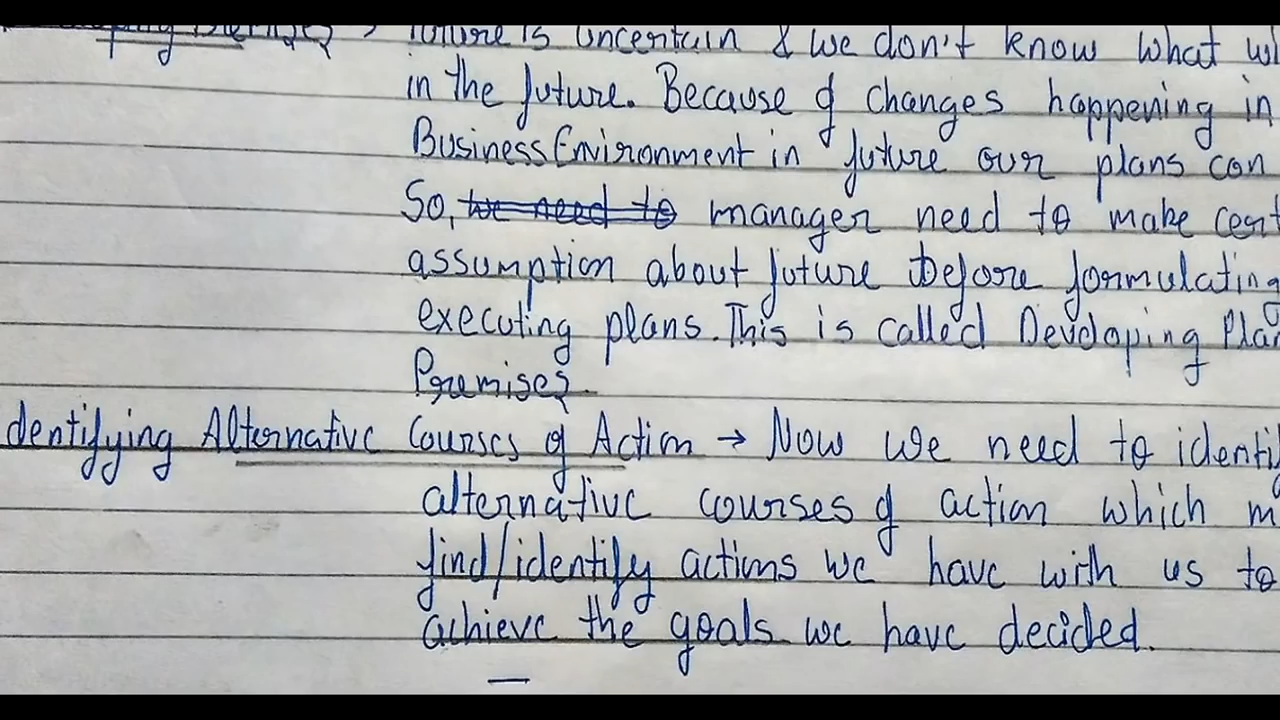 future is uncertain & we don't know what
in the future. Because of changes happening in
Business Environment in future our plans can
So, we need to manager need to make cert
assumption about future before formulating
executing plans. This is called Developing Plan
Premises.
dentifying Alternative Courses of Action → Now we need to identi
alternative courses of action which m
find/identify actions we have with us to
achieve the goals we have decided.